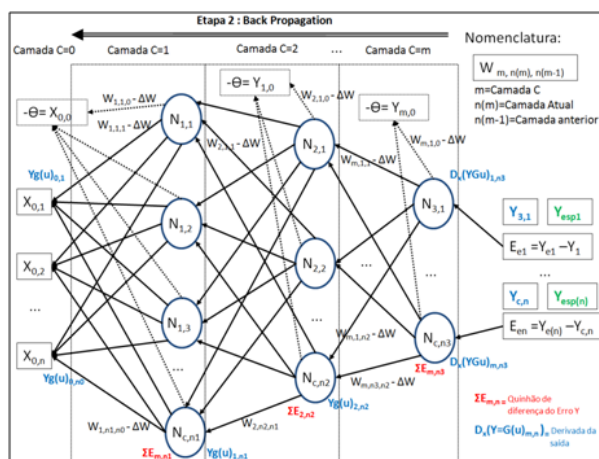 Etapa 2 : Back Propagation
Camada C=0
Camada C=1
Camada C=2
...
Camada C=m
Nomenclatura:
W m, n(m), n(m-1)
m=Camada C
n(m)=Camada Atual
n(m-1)=Camada anterior
-Ɵ= X0,0
W1,1,0 - ΔW
W1,1,1 - ΔW
N1,1
-Ɵ= Y1,0
W2,1,0 - ΔW
W2,1,1 - ΔW
N2,1
-Ɵ= Ym,0
Wm,1,0 - ΔW
Wm,1,1 - ΔW
Dx(YGu)1,n3
Yg(u)0,1
X0,1
N1,2
N3,1
Y3,1
Yesp1
Ee1 =Ye1 –Y1
X0,2
N2,2
...
...
...
...
N1,3
Yc,n
Yesp(n)
X0,n
Wm,1,n2 - ΔW
Nc,n3
Een =Ye(n) –Yc,n
Yg(u)0,n0
Nc,n2
ΣEm,n3
Dx(YGu)m,n3
Wm,n3,n2 - ΔW
Yg(u)2,n2
ΣE2,n2
W1,n1,n0 - ΔW
Nc,n1
W2,n2,n1 - ΔW
ΣEm,n1
Yg(u)1,n1
ΣEm,n = Quinhão de
diferença do Erro Y
Dx(Y=G(u)m,n)= Derivada da
saída